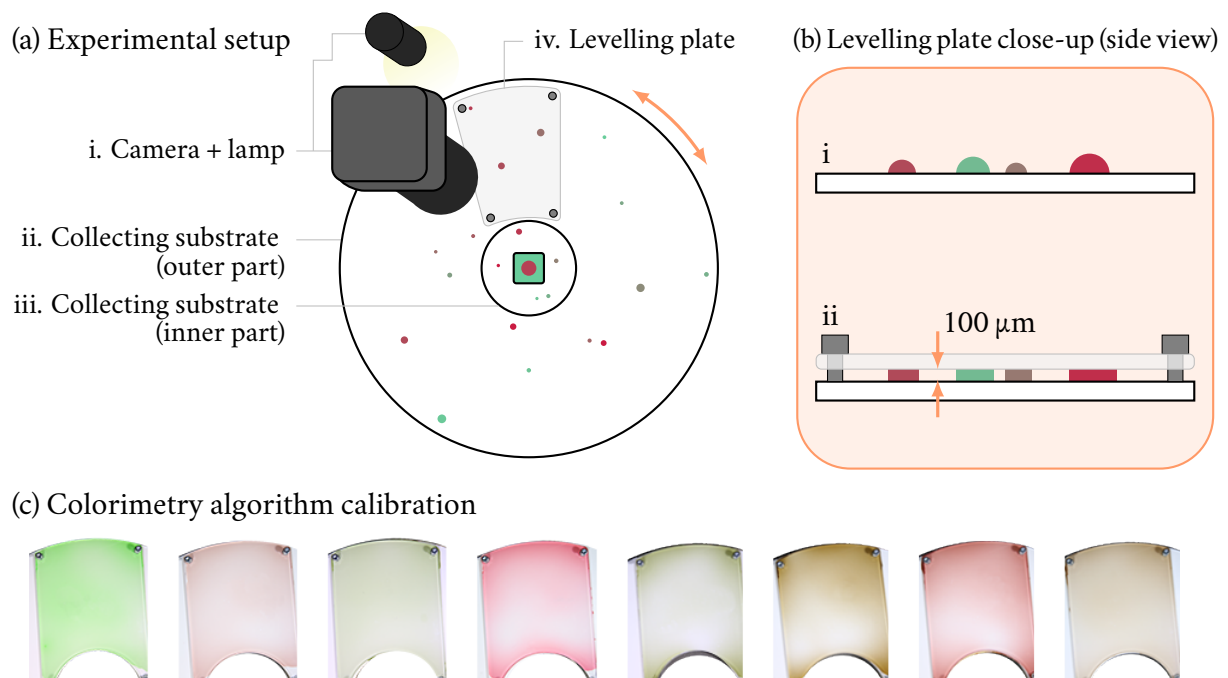 (a) Experimental setup
iv. Levelling plate
i. Camera + lamp
ii. Collecting substrate
(outer part)
iii. Collecting substrate
(inner part)
(b) Levelling plate close-up (side view)
i
ii
100 μm
(c) Colorimetry algorithm calibration